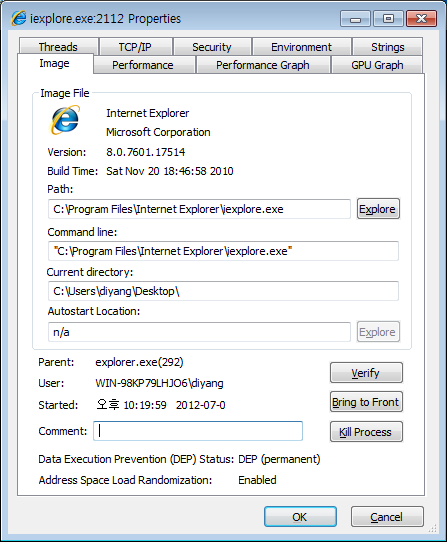 iexplore.exe:2112 Properties
Threads TCP/IP Security Environment Strings
Image Performance Performance Graph GPU Graph
Image File
Internet Explorer
Microsoft Corporation
Version: 8.0.7601.17514
Build Time: Sat Nov 20 18:46:58 2010
Path:
C:\Program Files\Internet Explorer\iexplore.exe Explore
Command line:
"C:\Program Files\Internet Explorer\iexplore.exe"
Current directory:
C:\Users\diyang\Desktop\
Autostart Location:
n/a Explore
Parent: explorer.exe(292)
Verify
User: WIN-98KP79LHJO6\diyang
Started: 오후 10:19:59 2012-07-0
Bring to Front
Comment:
Kill Process
Data Execution Prevention (DEP) Status: DEP (permanent)
Address Space Load Randomization: Enabled
OK Cancel